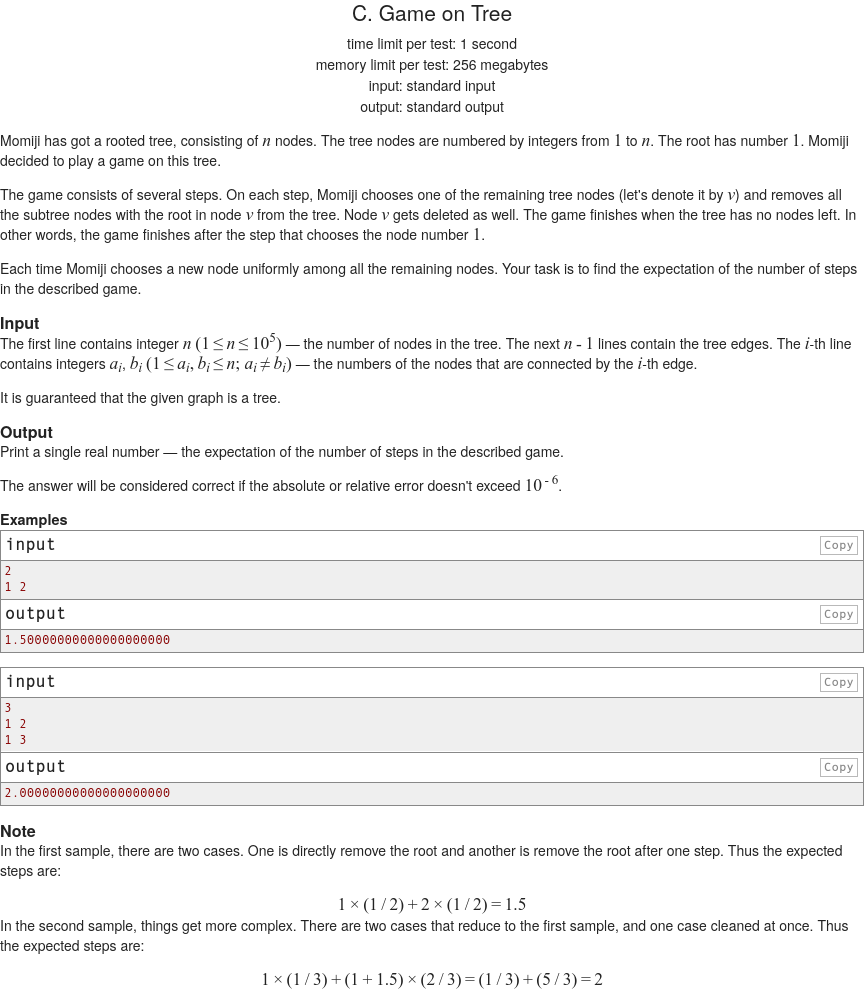 C. Game on Tree
time limit per test: 1 second
memory limit per test: 256 megabytes
input: standard input
output: standard output
Momiji has got a rooted tree, consisting of n nodes. The tree nodes are numbered by integers from 1 to n. The root has number 1. Momiji
decided to play a game on this tree.
The game consists of several steps. On each step, Momiji chooses one of the remaining tree nodes (let's denote it by v) and removes all
the subtree nodes with the root in node v from the tree. Node v gets deleted as well. The game finishes when the tree has no nodes left. In
other words, the game finishes after the step that chooses the node number 1.
Each time Momiji chooses a new node uniformly among all the remaining nodes. Your task is to find the expectation of the number of steps
in the described game.
Input
The first line contains integer n (1 ≤ n ≤ 10^5) — the number of nodes in the tree. The next n - 1 lines contain the tree edges. The i-th line
contains integers a_i, b_i (1 ≤ a_i, b_i ≤ n; a_i ≠ b_i) — the numbers of the nodes that are connected by the i-th edge.
It is guaranteed that the given graph is a tree.
Output
Print a single real number — the expectation of the number of steps in the described game.
The answer will be considered correct if the absolute or relative error doesn't exceed 10^-6.
Examples
input Copy
2
1 2
output Copy
1.50000000000000000000
input Copy
3
1 2
1 3
output Copy
2.00000000000000000000
Note
In the first sample, there are two cases. One is directly remove the root and another is remove the root after one step. Thus the expected
steps are:
1 × (1 / 2) + 2 × (1 / 2) = 1.5
In the second sample, things get more complex. There are two cases that reduce to the first sample, and one case cleaned at once. Thus
the expected steps are:
1 × (1 / 3) + (1 + 1.5) × (2 / 3) = (1 / 3) + (5 / 3) = 2